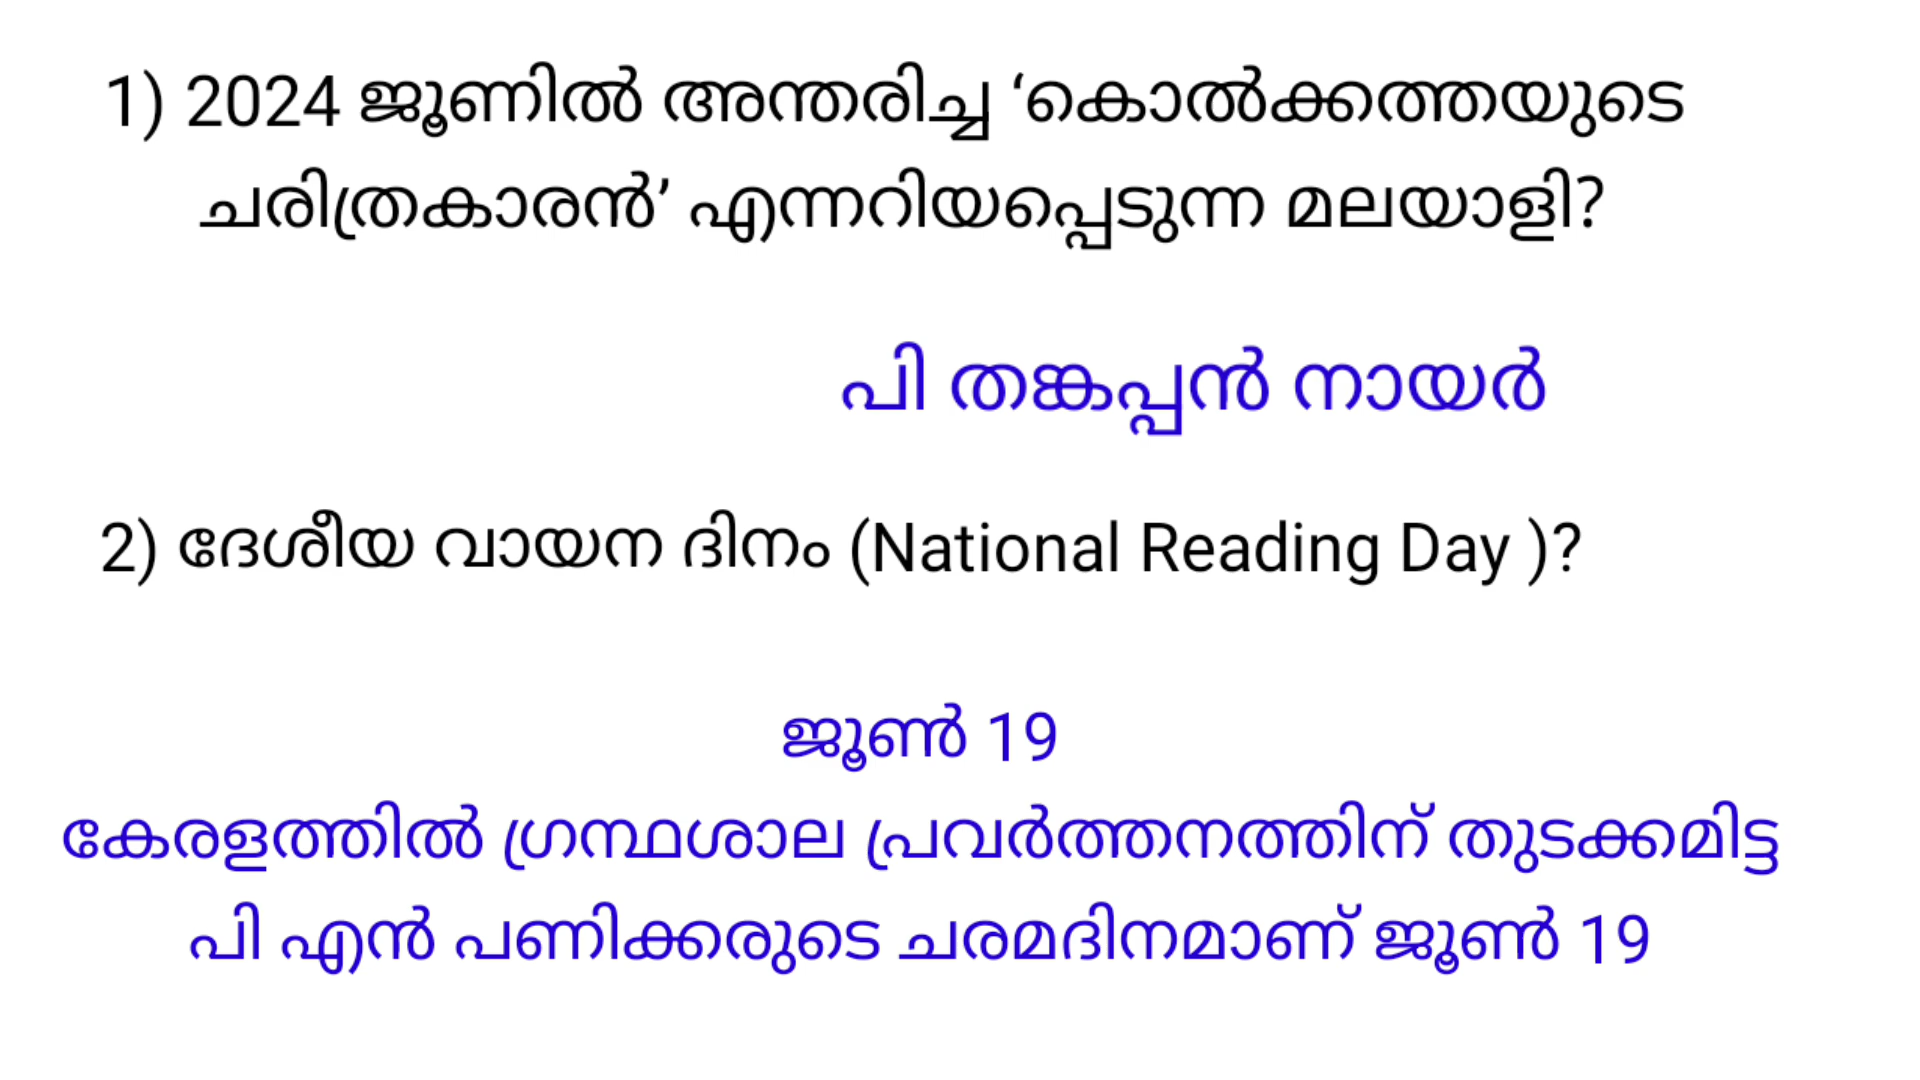 1) 2024 ജൂണിൽ അന്തരിച്ച ‘കൊൽക്കത്തയുടെ
ചരിത്രകാരൻ’ എന്നറിയപ്പെടുന്ന മലയാളി?
പി തങ്കപ്പൻ നായർ
2) ദേശീയ വായന ദിനം (National Reading Day )?
ജൂൺ 19
കേരളത്തിൽ ഗ്രന്ഥശാല പ്രവർത്തനത്തിന് തുടക്കമിട്ട
പി എൻ പണിക്കരുടെ ചരമദിനമാണ് ജൂൺ 19